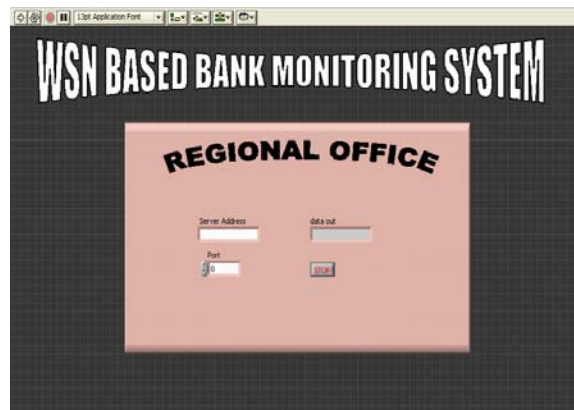 13pt Application Font
WSN BASED BANK MONITORING SYSTEM
REGIONAL OFFICE
Server Address
data out
Port
0
STOP